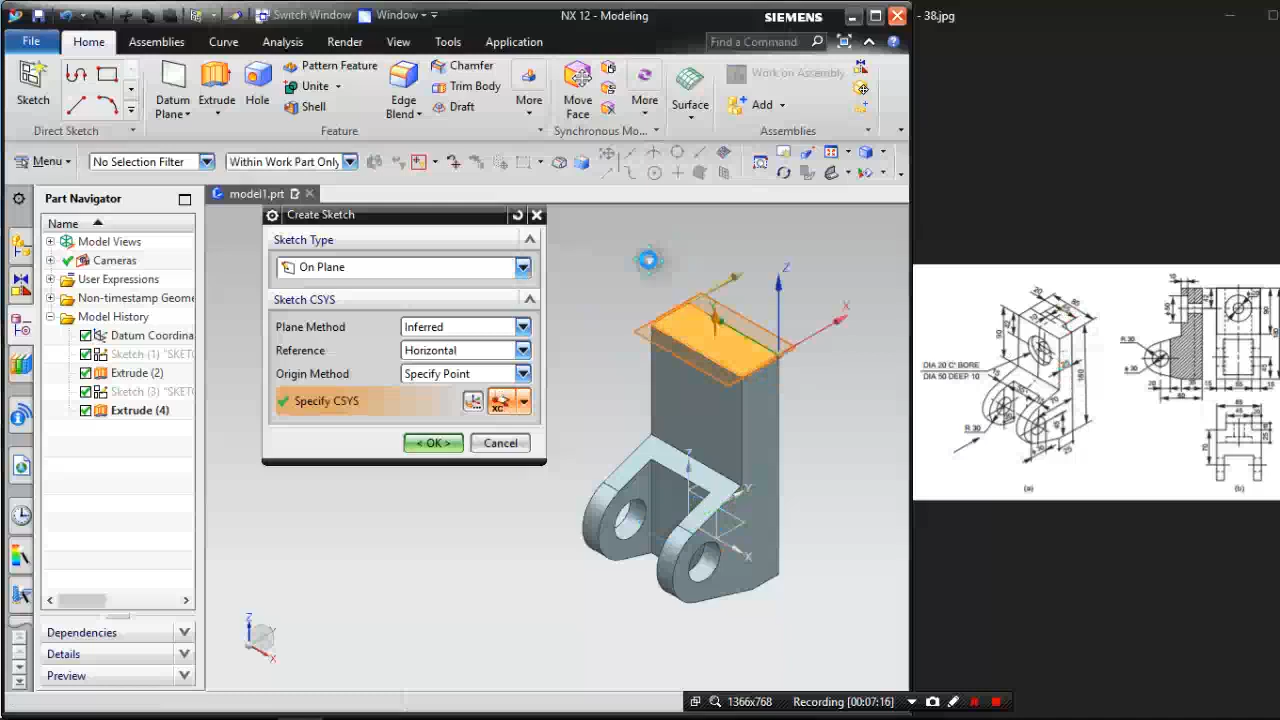 Switch Window
Window
NX 12 - Modeling
SIEMENS
- 38.jpg
File
Home
Assemblies
Curve
Analysis
Render
View
Tools
Application
Find a Command
Sketch
Direct Sketch
Datum Plane
Extrude
Hole
Pattern Feature
Unite
Shell
Edge Blend
Chamfer
Trim Body
Draft
More
Feature
Move Face
More
Synchronous Mo...
Surface
Work on Assembly
Add
Assemblies
Menu
No Selection Filter
Within Work Part Only
Part Navigator
model1.prt
Name
Model Views
Cameras
User Expressions
Non-timestamp Geome
Model History
Datum Coordina
Sketch (1) "SKETC
Extrude (2)
Sketch (3) "SKETC
Extrude (4)
Dependencies
Details
Preview
Create Sketch
Sketch Type
On Plane
Sketch CSYS
Plane Method
Inferred
Reference
Horizontal
Origin Method
Specify Point
Specify CSYS
XC
< OK >
Cancel
Z
X
Z
Y
X
Z
Y
X
DIA 20 C' BORE
DIA 50 DEEP. 10
R.30
R.30
(a)
(b)
1366x768
Recording [00:07:16]